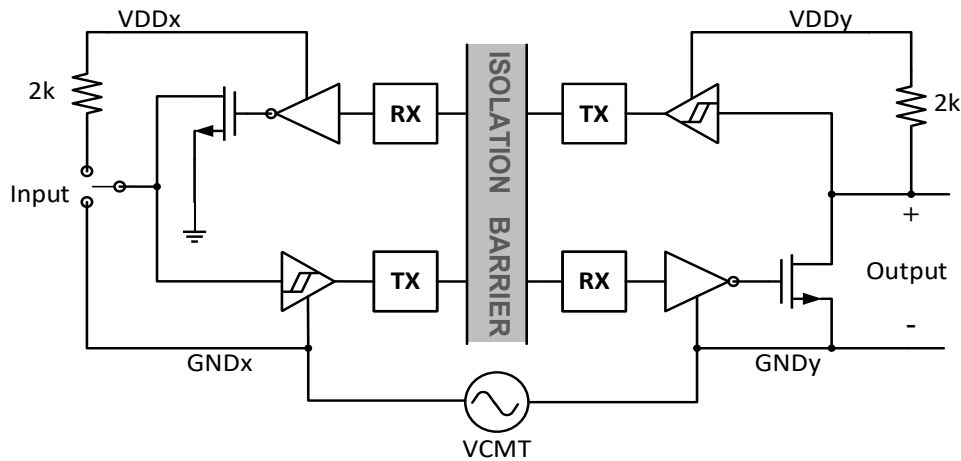 VDDx
VDDy
2k
RX
ISOLATION BARRIER
TX
2k
Input
+
TX
RX
Output
-
GNDx
GNDy
VCMT